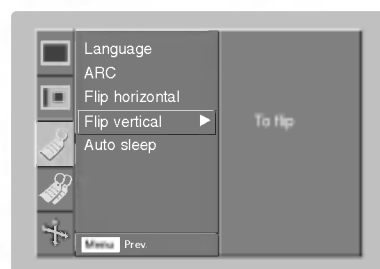 Language
ARC
Flip horizontal
Flip vertical
To flip
Auto sleep
Menu Prev.